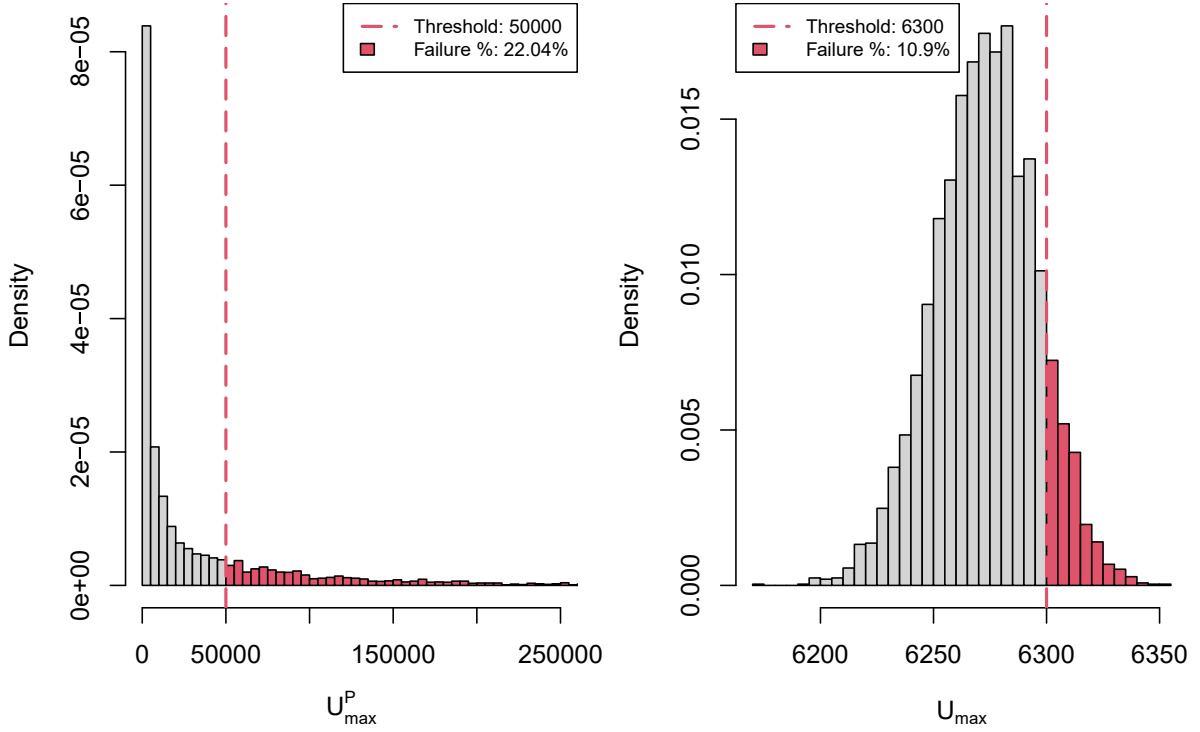 Threshold: 50000
Failure %: 22.04%
Density
0e+00 2e−05 4e−05 6e−05 8e−05
0 50000 150000 250000
U_max^P
Threshold: 6300
Failure %: 10.9%
Density
0.000 0.005 0.010 0.015
6200 6250 6300 6350
U_max